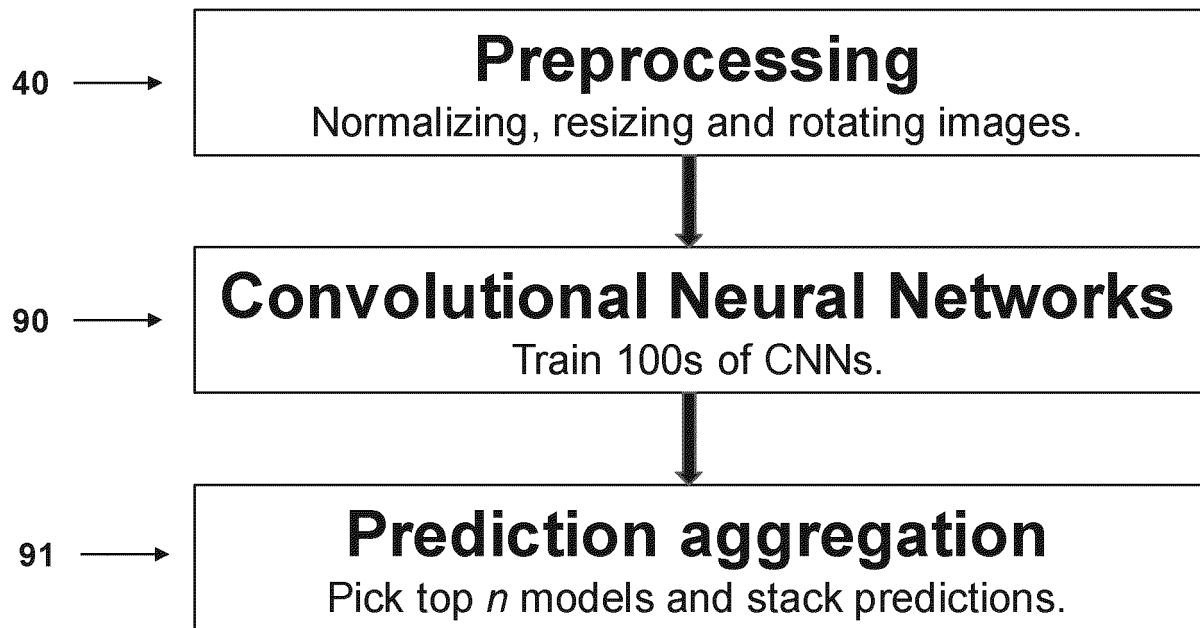 Preprocessing
40
Normalizing, resizing and rotating images.
Convolutional Neural Networks
90
Train 100s of CNNs.
Prediction aggregation
91
Pick top n models and stack predictions.